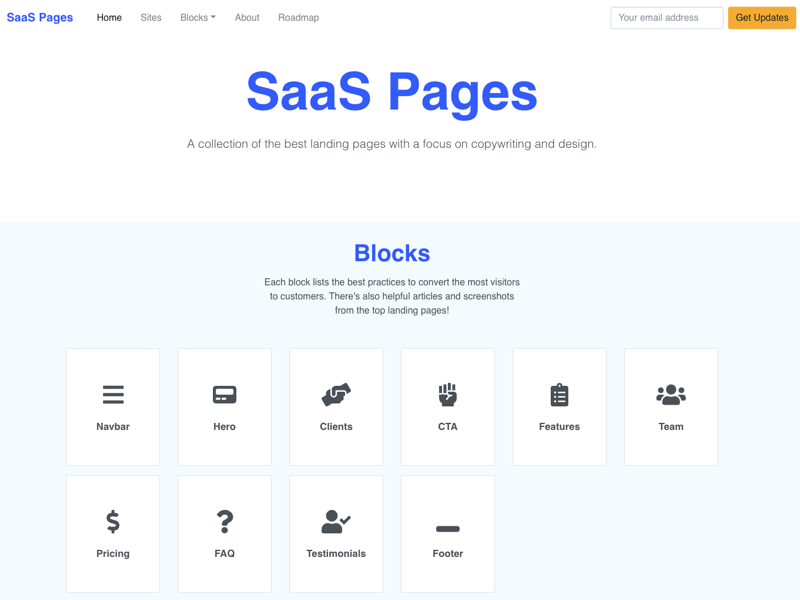 SaaS Pages Home Sites Blocks About Roadmap Your email address Get Updates
SaaS Pages
A collection of the best landing pages with a focus on copywriting and design.
Blocks
Each block lists the best practices to convert the most visitors
to customers. There's also helpful articles and screenshots
from the top landing pages!
Navbar Hero Clients CTA Features Team
Pricing FAQ Testimonials Footer